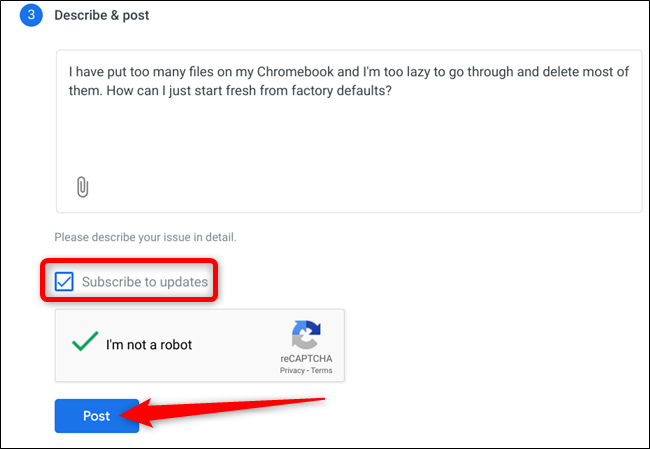 3 Describe & post
I have put too many files on my Chromebook and I'm too lazy to go through and delete most of
them. How can I just start fresh from factory defaults?
Please describe your issue in detail.
Subscribe to updates
I'm not a robot
reCAPTCHA
Privacy - Terms
Post